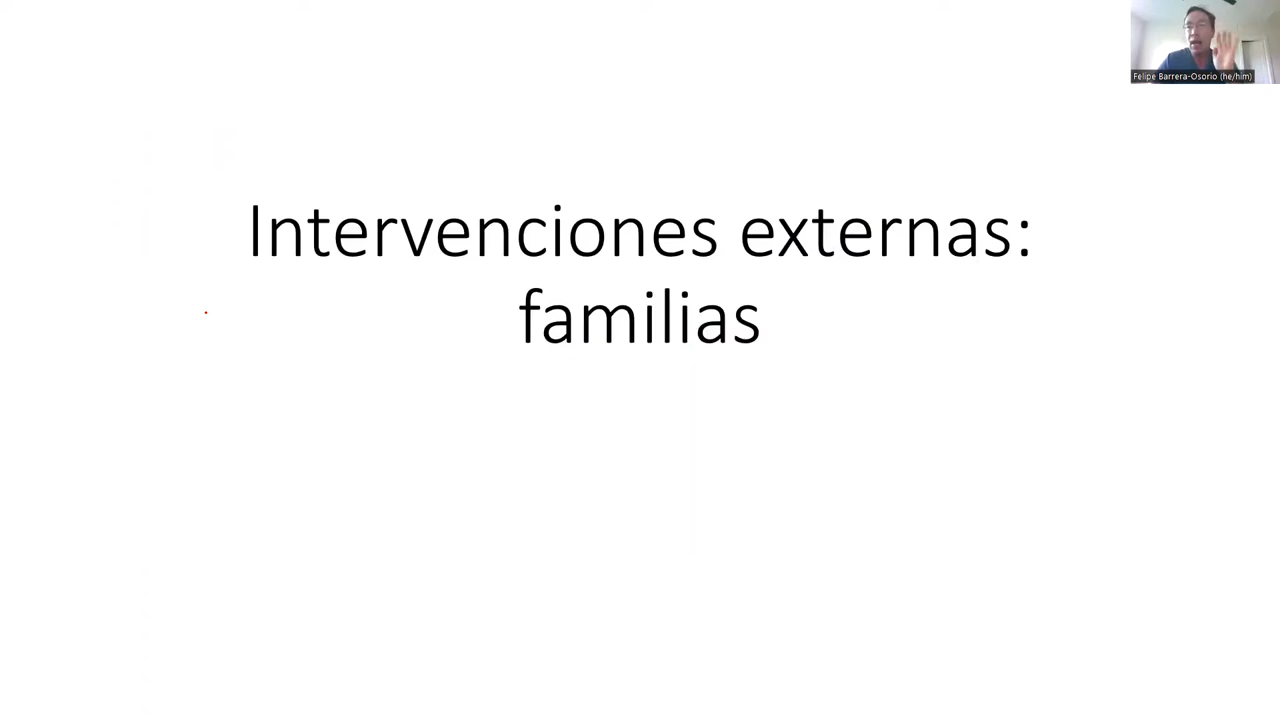 Felipe Barrera-Osorio (he/him)
Intervenciones externas:
familias